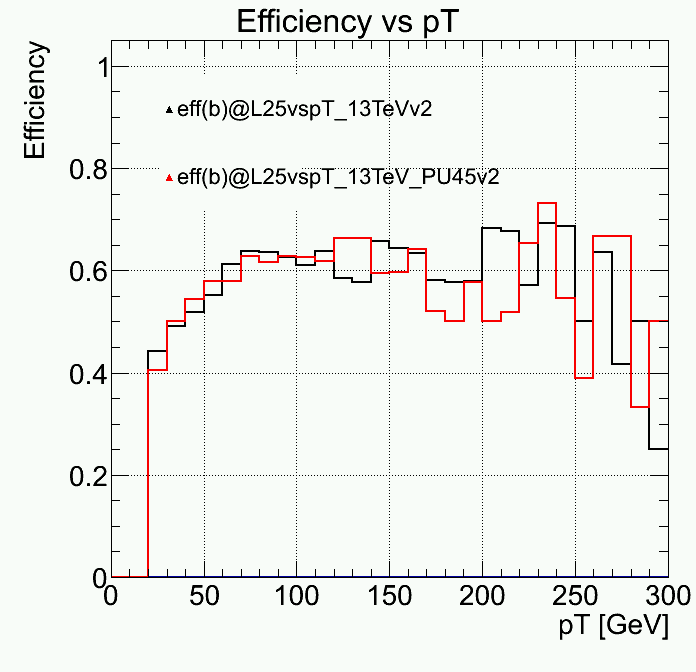 Efficiency vs pT
Efficiency
1
eff(b)@L25vspT_13TeVv2
0.8
eff(b)@L25vspT_13TeV_PU45v2
0.6
0.4
0.2
0
0 50 100 150 200 250 300
pT [GeV]